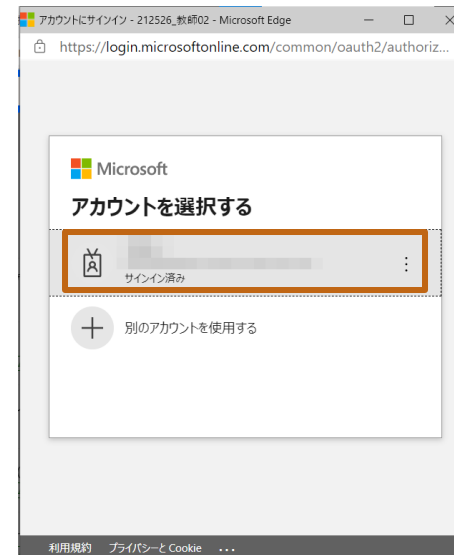 アカウントにサインイン - 212526_教師02 - Microsoft Edge
https://login.microsoftonline.com/common/oauth2/authoriz...
Microsoft
アカウントを選択する
サインイン済み
別のアカウントを使用する
利用規約 プライバシーと Cookie ...